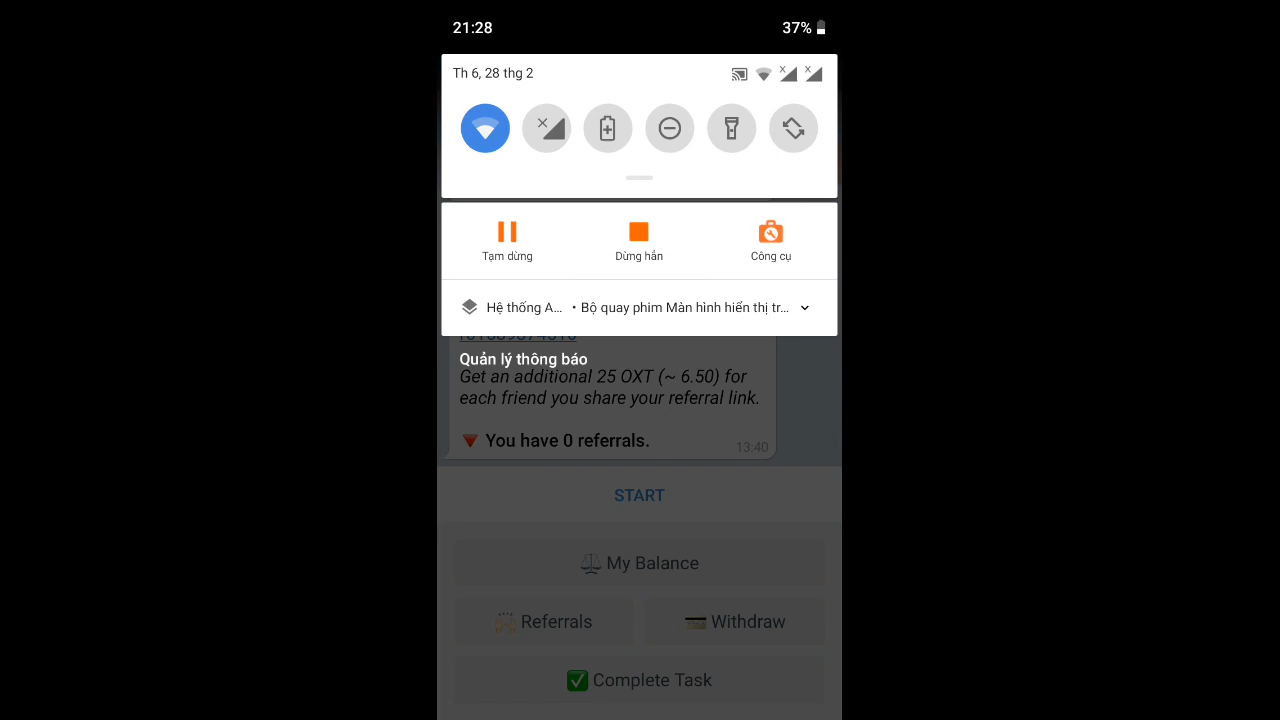 21:28
37%
Th 6, 28 thg 2
Tạm dừng
Dừng hẳn
Công cụ
Hệ thống A... • Bộ quay phim Màn hình hiển thị tr...
Quản lý thông báo
Get an additional 25 OXT (~ 6.50) for
each friend you share your referral link.
🔻 You have 0 referrals.
13:40
START
⚖️ My Balance
🙌 Referrals
💳 Withdraw
✅ Complete Task